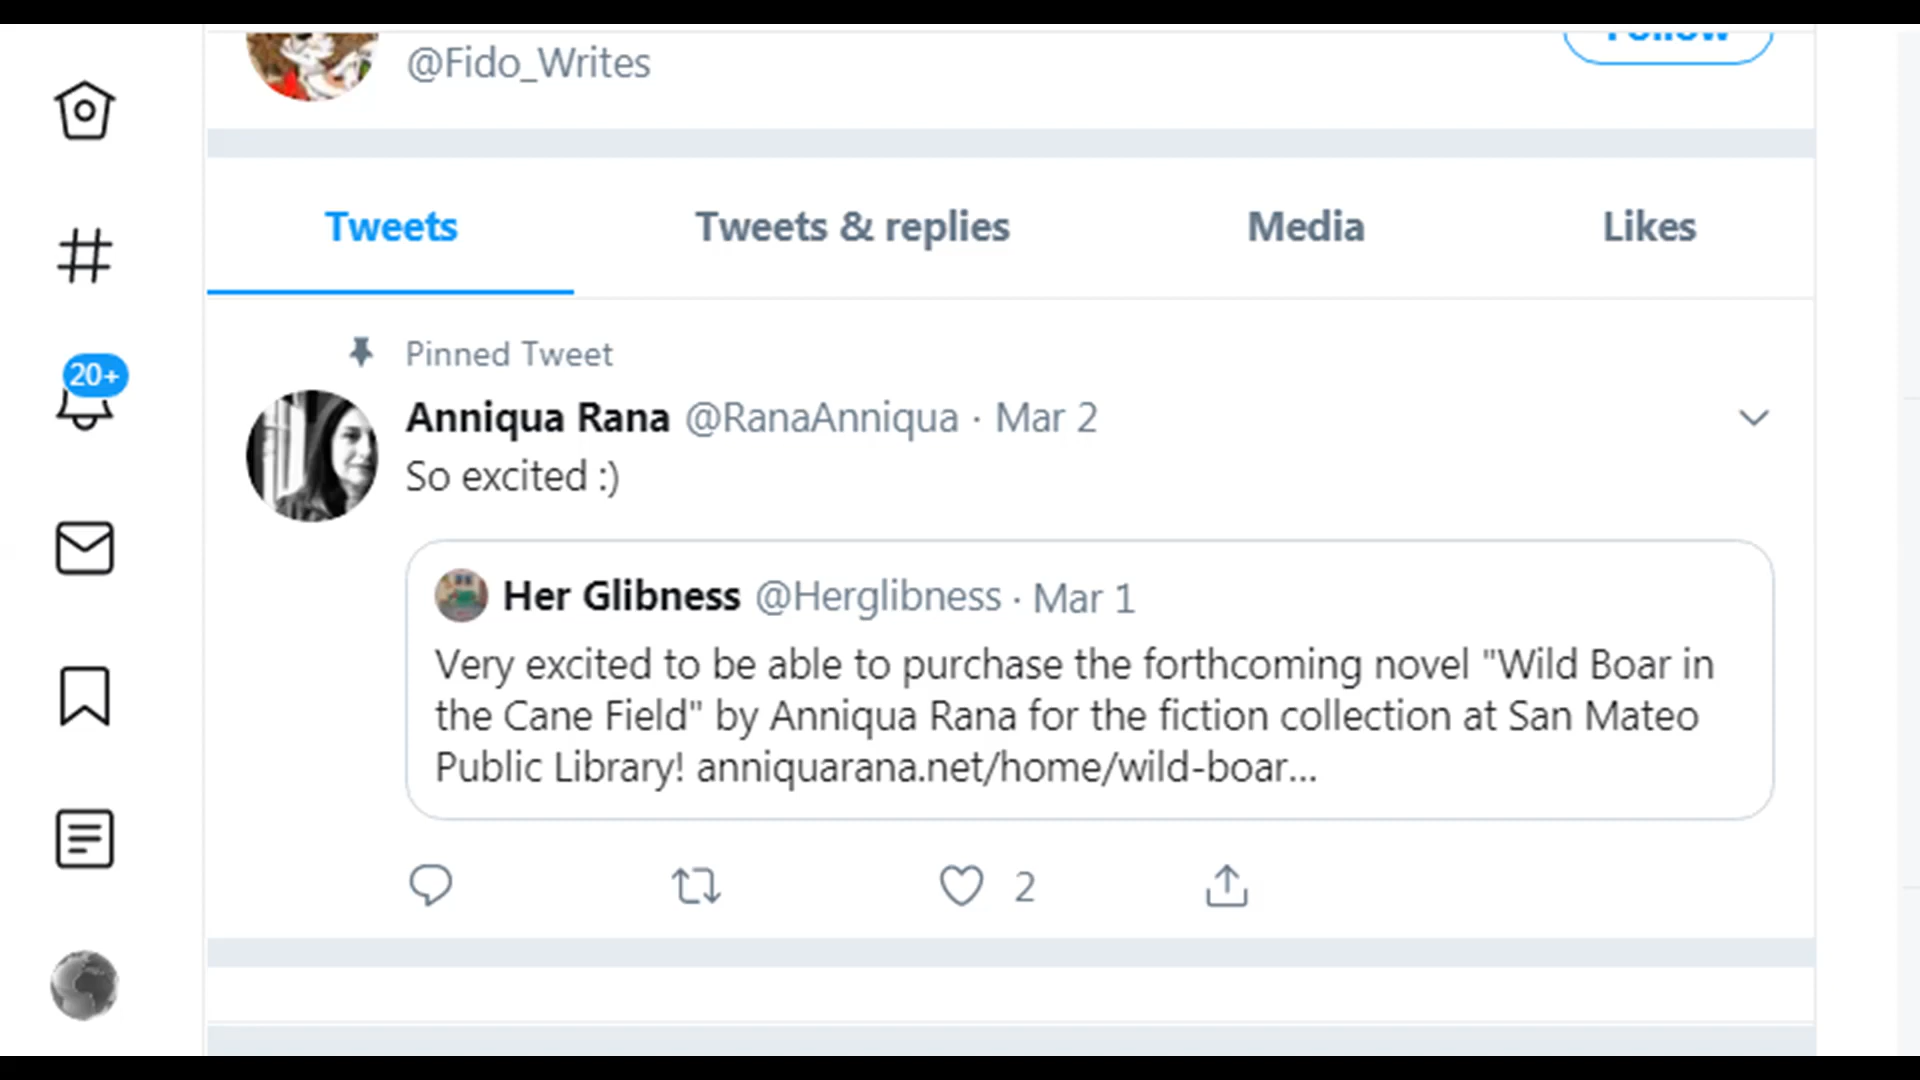 @Fido_Writes
Follow
Tweets Tweets & replies Media Likes
20+
Pinned Tweet
Anniqua Rana @RanaAnniqua · Mar 2
So excited :)
Her Glibness @Herglibness · Mar 1
Very excited to be able to purchase the forthcoming novel "Wild Boar in
the Cane Field" by Anniqua Rana for the fiction collection at San Mateo
Public Library! anniquarana.net/home/wild-boar...
2